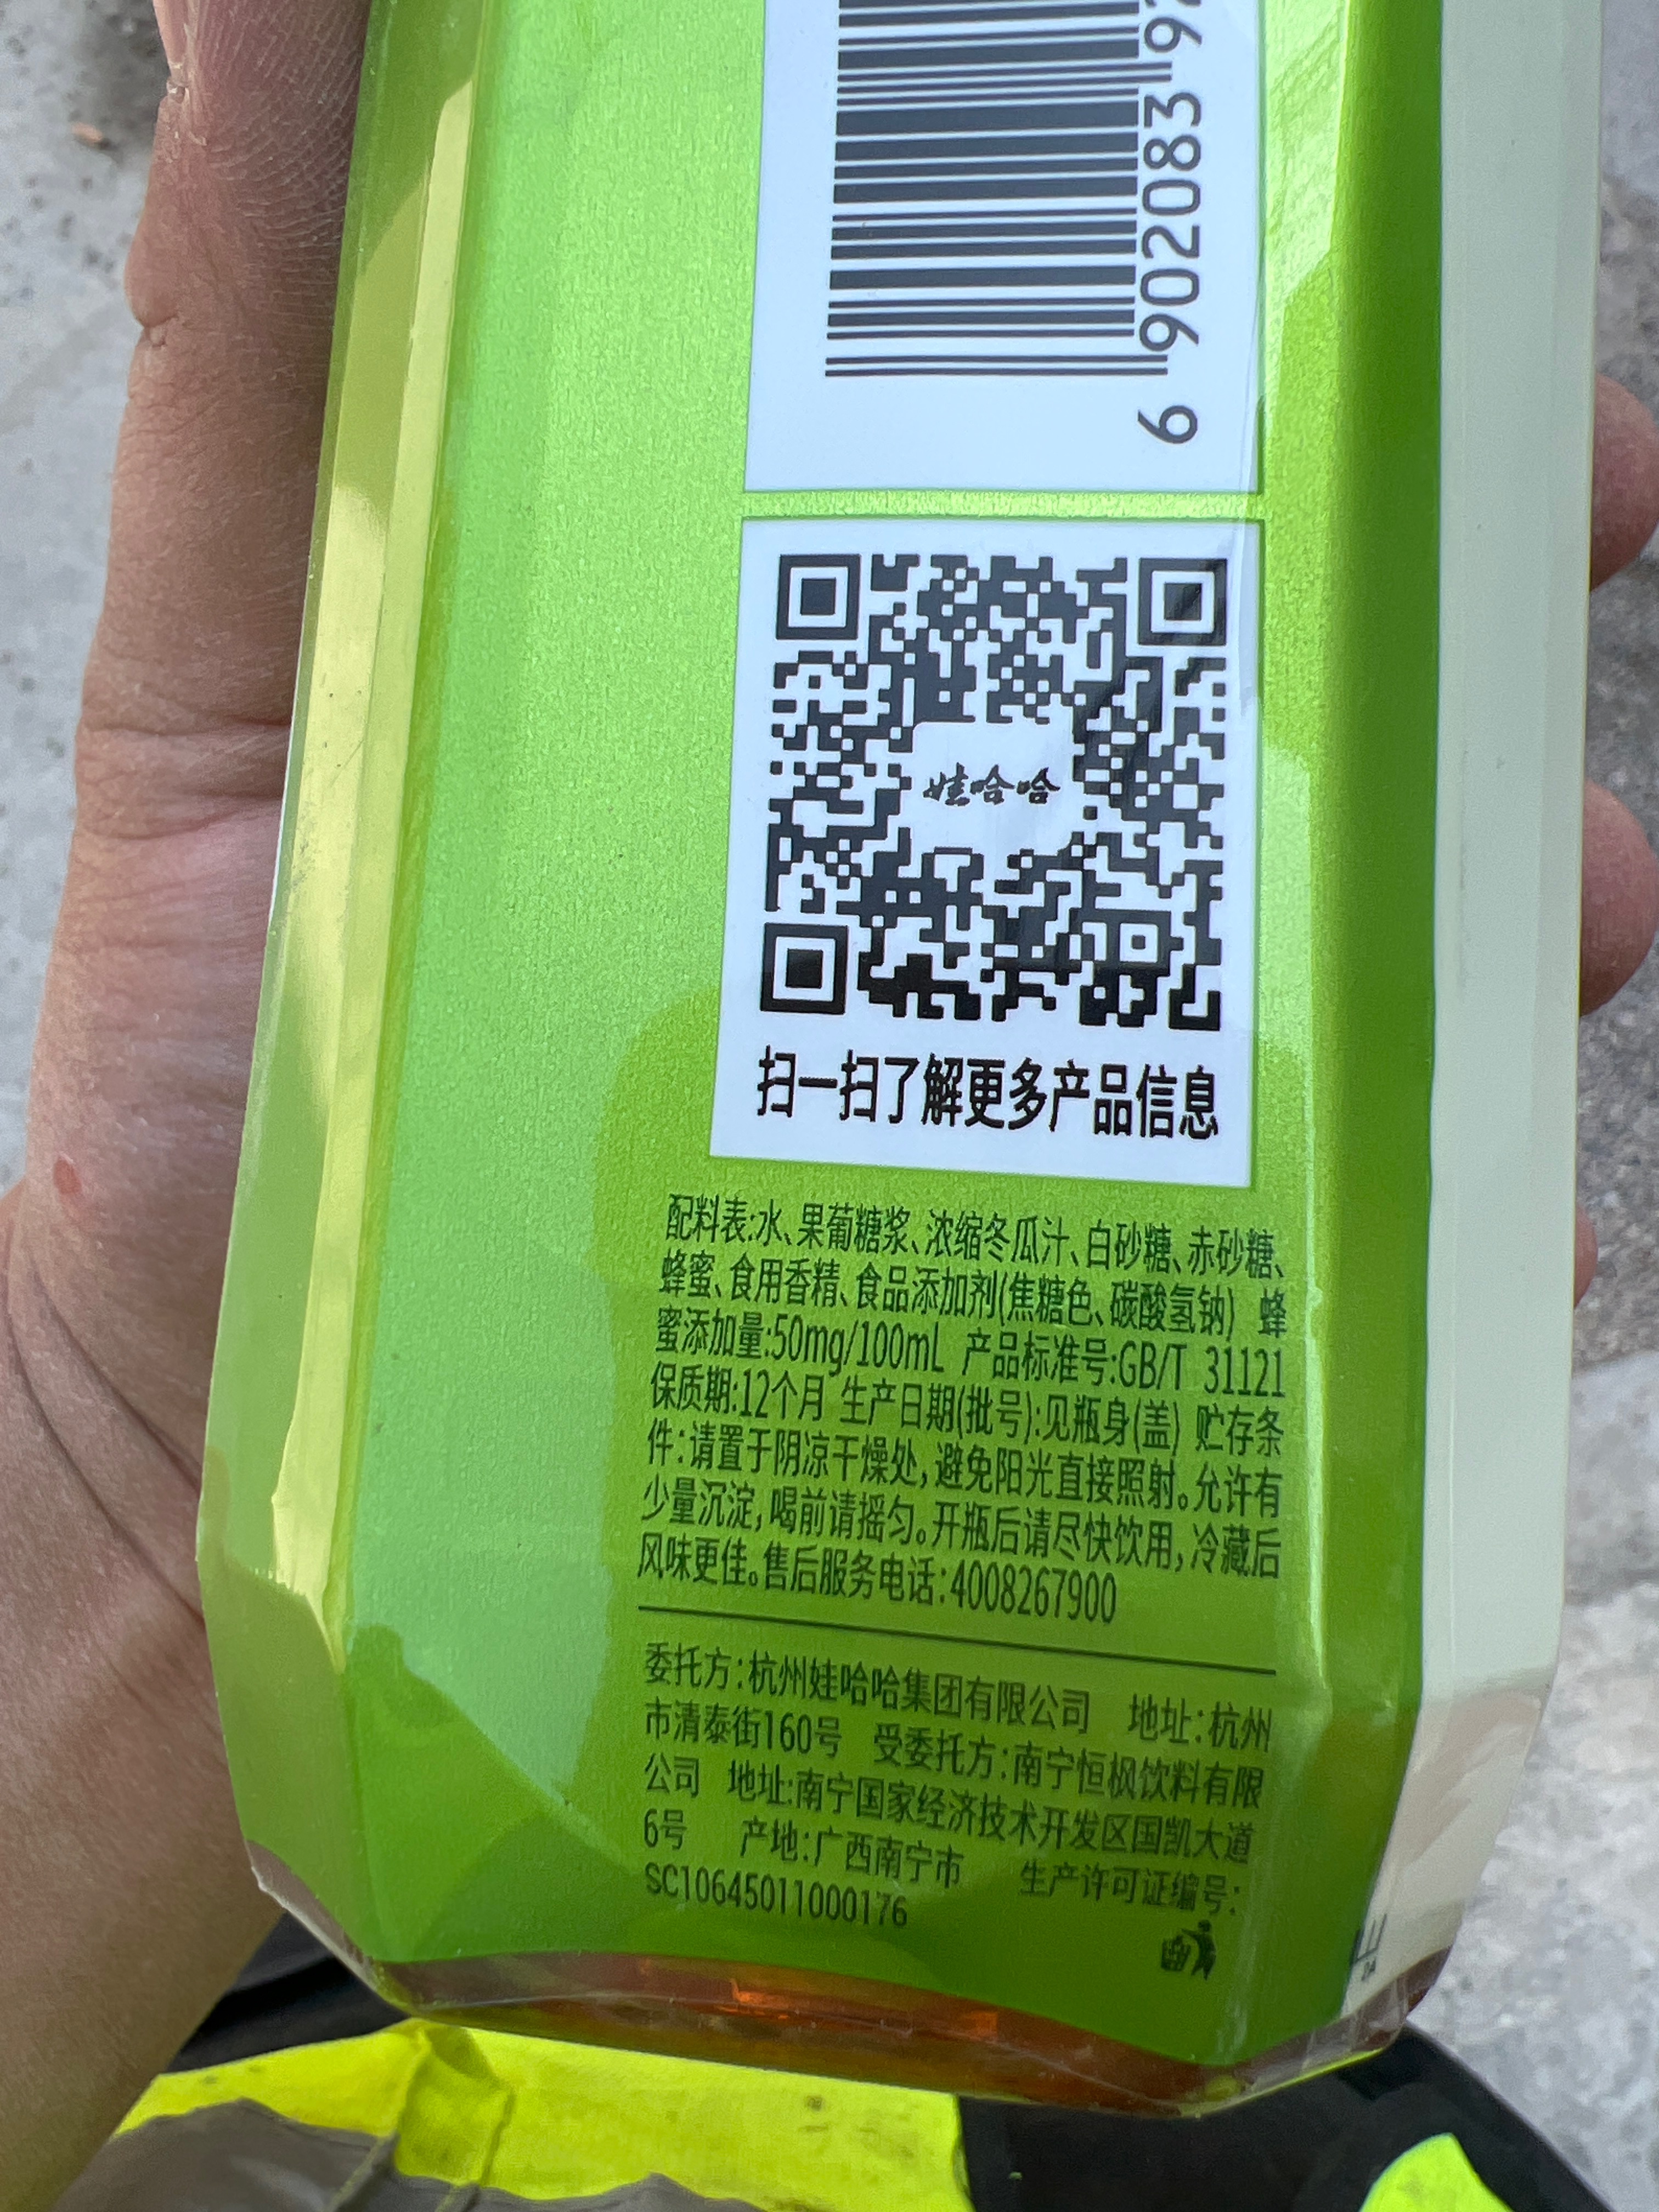 6 902083 9
娃哈哈
扫一扫了解更多产品信息
配料表:水、果葡糖浆、浓缩冬瓜汁、白砂糖、赤砂糖、
蜂蜜、食用香精、食品添加剂(焦糖色、碳酸氢钠) 蜂
蜜添加量:50mg/100mL 产品标准号:GB/T 31121
保质期:12个月 生产日期(批号):见瓶身(盖) 贮存条
件:请置于阴凉干燥处,避免阳光直接照射。允许有
少量沉淀,喝前请摇匀。开瓶后请尽快饮用,冷藏后
风味更佳。售后服务电话:4008267900
委托方:杭州娃哈哈集团有限公司 地址:杭州
市清泰街160号 受委托方:南宁恒枫饮料有限
公司 地址:南宁国家经济技术开发区国凯大道
6号 产地:广西南宁市 生产许可证编号:
SC10645011000176